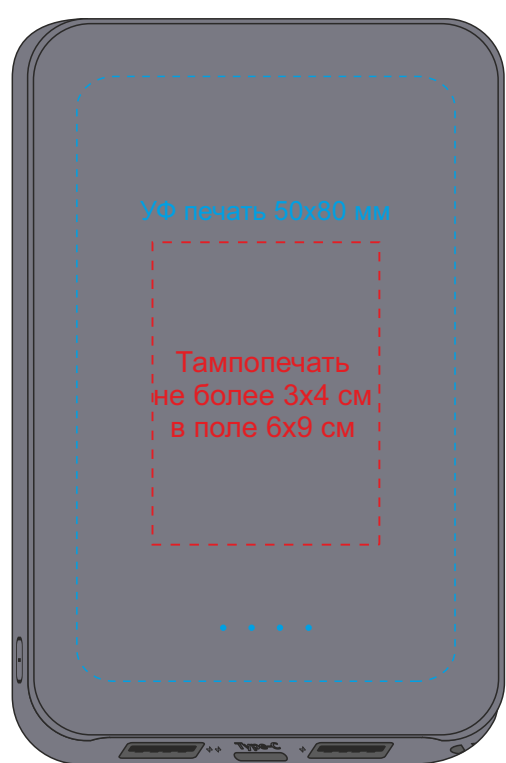 УФ печать 50х80 мм
Тампопечать
не более 3х4 см
в поле 6х9 см
Type-C